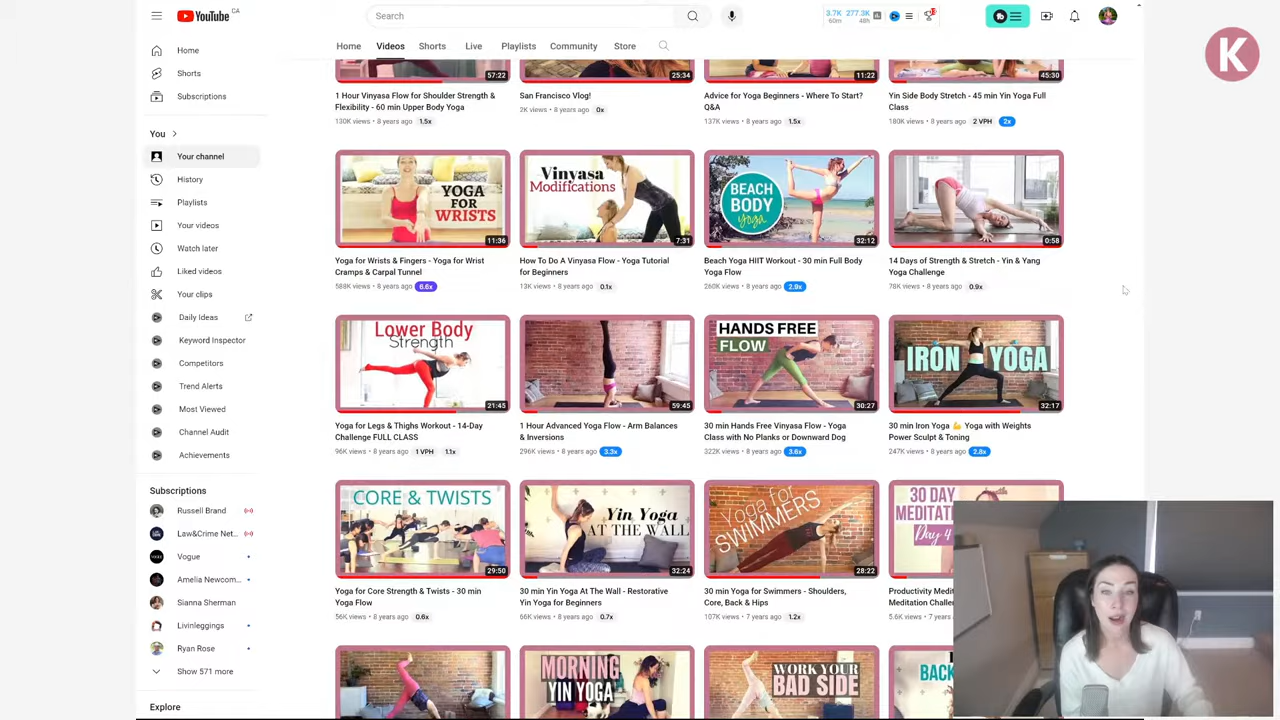 YouTube CA
Search
3.7K 277.3K
60m 48h
K
Home Videos Shorts Live Playlists Community Store
Home
Shorts
Subscriptions
You
Your channel
History
Playlists
Your videos
Watch later
Liked videos
Your clips
Daily Ideas
Keyword Inspector
Competitors
Trend Alerts
Most Viewed
Channel Audit
Achievements
Subscriptions
Russell Brand
Law&Crime Net...
Vogue
Amelia Newcom...
Sianna Sherman
Livinleggings
Ryan Rose
Show 571 more
Explore
57:22
1 Hour Vinyasa Flow for Shoulder Strength &
Flexibility - 60 min Upper Body Yoga
130K views • 8 years ago 1.5x
25:34
San Francisco Vlog!
2K views • 8 years ago 0x
11:22
Advice for Yoga Beginners - Where To Start?
Q&A
137K views • 8 years ago 1.5x
45:30
Yin Side Body Stretch - 45 min Yin Yoga Full
Class
180K views • 8 years ago 2 VPH 2x
YOGA
FOR
WRISTS
11:36
Yoga for Wrists & Fingers - Yoga for Wrist
Cramps & Carpal Tunnel
588K views • 8 years ago 6.6x
Vinyasa
Modifications
7:31
How To Do A Vinyasa Flow - Yoga Tutorial
for Beginners
13K views • 8 years ago 0.1x
BEACH
BODY
yoga
32:12
Beach Yoga HIIT Workout - 30 min Full Body
Yoga Flow
260K views • 8 years ago 2.9x
0:58
14 Days of Strength & Stretch - Yin & Yang
Yoga Challenge
78K views • 8 years ago 0.9x
Lower Body
Strength
21:45
Yoga for Legs & Thighs Workout - 14-Day
Challenge FULL CLASS
96K views • 8 years ago 1 VPH 1.1x
59:45
1 Hour Advanced Yoga Flow - Arm Balances
& Inversions
296K views • 8 years ago 3.3x
HANDS FREE
FLOW
30:27
30 min Hands Free Vinyasa Flow - Yoga
Class with No Planks or Downward Dog
322K views • 8 years ago 3.6x
IRON YOGA
32:17
30 min Iron Yoga 💪 Yoga with Weights
Power Sculpt & Toning
247K views • 8 years ago 2.8x
CORE & TWISTS
29:50
Yoga for Core Strength & Twists - 30 min
Yoga Flow
56K views • 8 years ago 0.6x
Yin Yoga
AT THE WALL
32:24
30 min Yin Yoga At The Wall - Restorative
Yin Yoga for Beginners
66K views • 8 years ago 0.7x
Yoga for
SWIMMERS
28:22
30 min Yoga for Swimmers - Shoulders,
Core, Back & Hips
107K views • 7 years ago 1.2x
30 DAY
MEDITATI
Day 4
Productivity Medit
Meditation Challe
5.6K views • 7 yea
MORNING
YIN YOGA
WORK YOUR
BAD SIDE
BACK